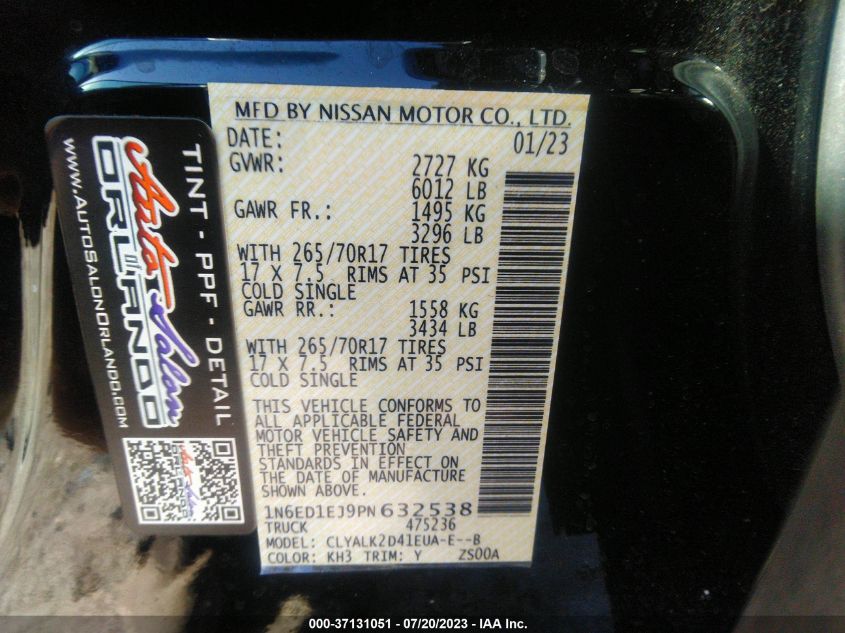 MFD BY NISSAN MOTOR CO., LTD.
DATE: 01/23
GVWR: 2727 KG
6012 LB
GAWR FR.: 1495 KG
3296 LB
WITH 265/70R17 TIRES
17 X 7.5 RIMS AT 35 PSI
COLD SINGLE
GAWR RR.: 1558 KG
3434 LB
WITH 265/70R17 TIRES
17 X 7.5 RIMS AT 35 PSI
COLD SINGLE
THIS VEHICLE CONFORMS TO
ALL APPLICABLE FEDERAL
MOTOR VEHICLE SAFETY AND
THEFT PREVENTION
STANDARDS IN EFFECT ON
THE DATE OF MANUFACTURE
SHOWN ABOVE.
1N6ED1EJ9PN632538
TRUCK 475236
MODEL: CLYALK2D41EUA-E--B
COLOR: KH3 TRIM: Y ZS00A
TINT - PPF - DETAIL
Auto Salon
ORLANDO
www.AutoSalonOrlando.com
Auto Salon
ORLANDO
000-37131051 - 07/20/2023 - IAA Inc.